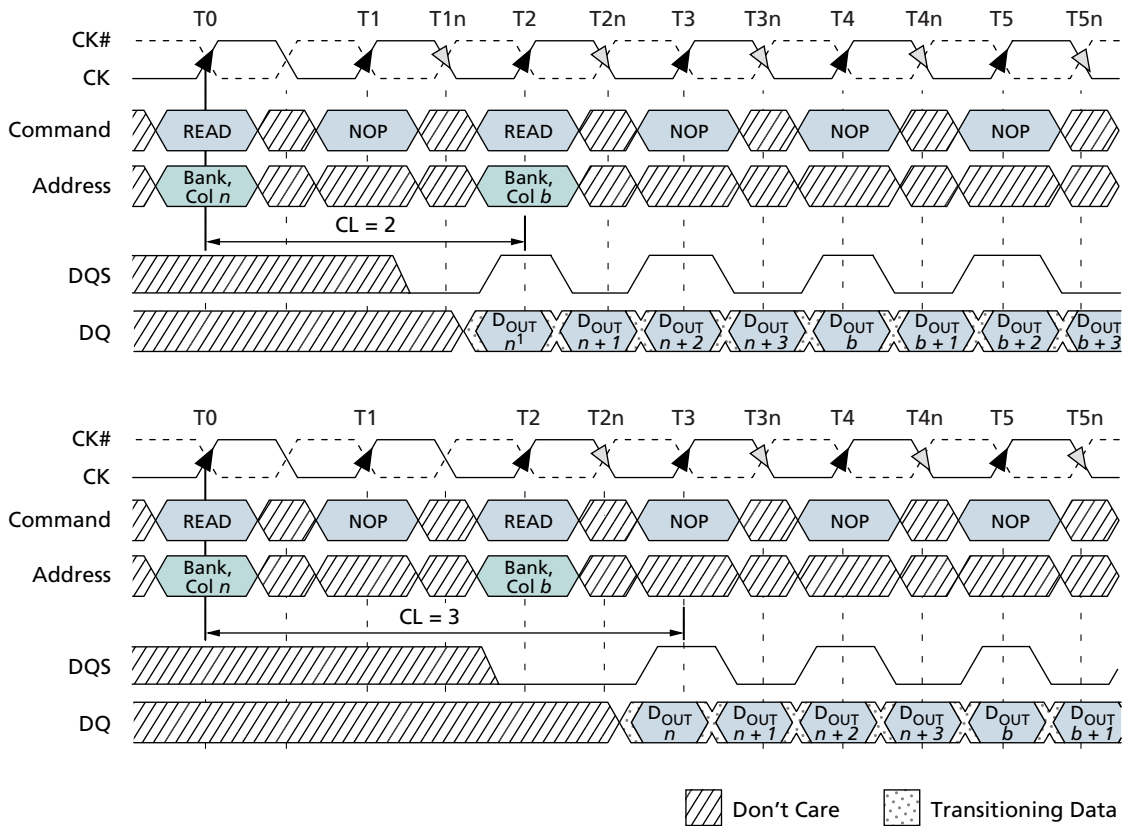 T0 T1 T1n T2 T2n T3 T3n T4 T4n T5 T5n
CK#
CK
Command READ NOP READ NOP NOP NOP
Address Bank, Col n Bank, Col b
CL = 2
DQS
DQ DOUT n1 DOUT n + 1 DOUT n + 2 DOUT n + 3 DOUT b DOUT b + 1 DOUT b + 2 DOUT b + 3
T0 T1 T2 T2n T3 T3n T4 T4n T5 T5n
CK#
CK
Command READ NOP READ NOP NOP NOP
Address Bank, Col n Bank, Col b
CL = 3
DQS
DQ DOUT n DOUT n + 1 DOUT n + 2 DOUT n + 3 DOUT b DOUT b + 1
Don't Care Transitioning Data